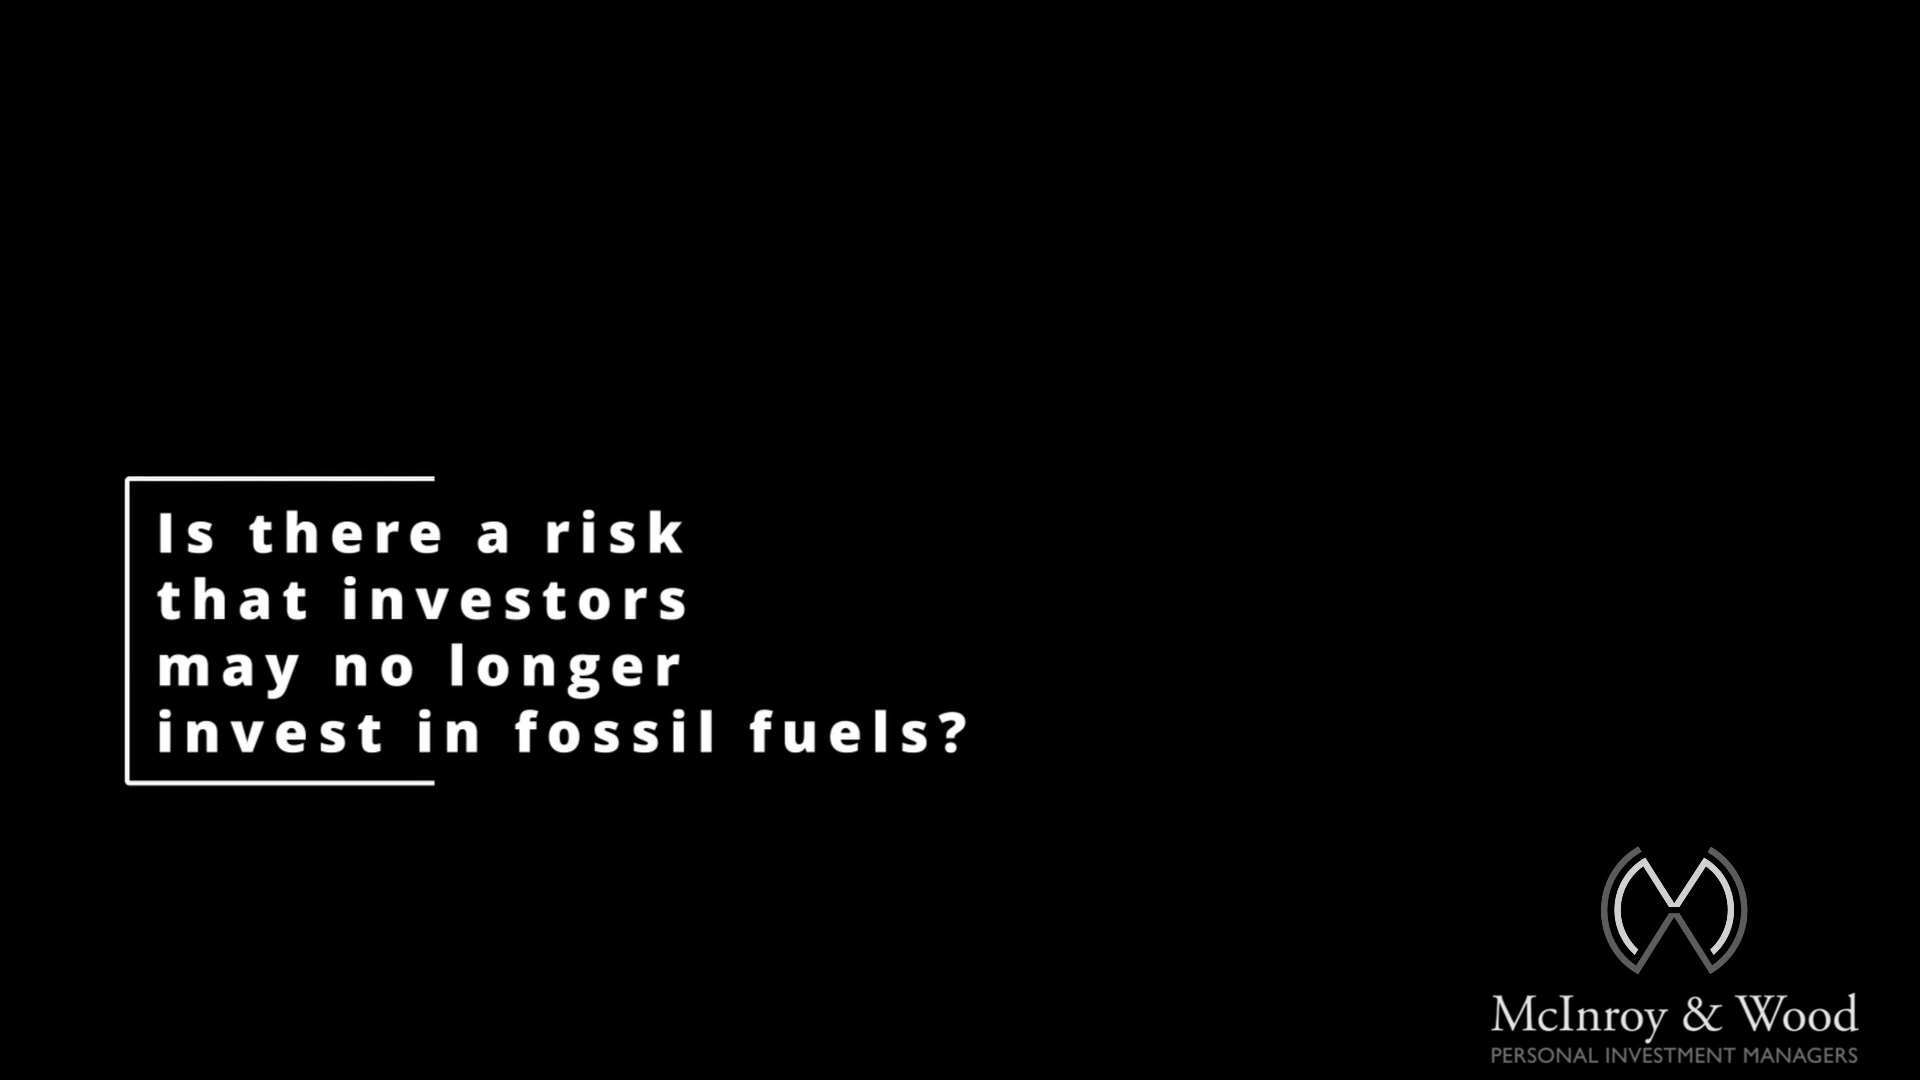 Is there a risk
that investors
may no longer
invest in fossil fuels?
McInroy & Wood
PERSONAL INVESTMENT MANAGERS